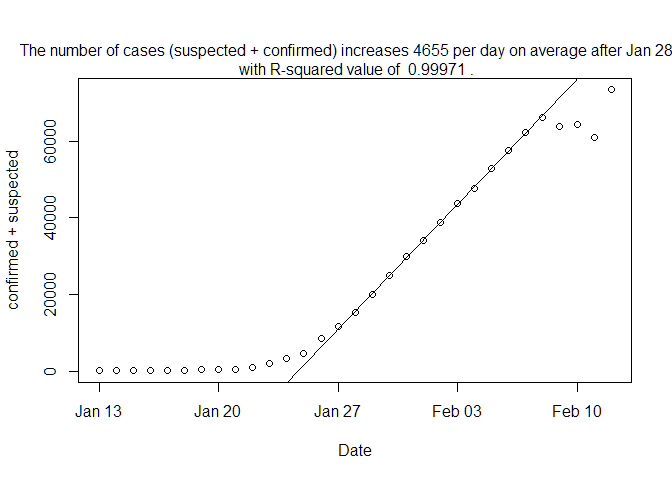 The number of cases (suspected + confirmed) increases 4655 per day on average after Jan 28
with R-squared value of 0.99971 .
confirmed + suspected
60000
40000
20000
0
Jan 13 Jan 20 Jan 27 Feb 03 Feb 10
Date